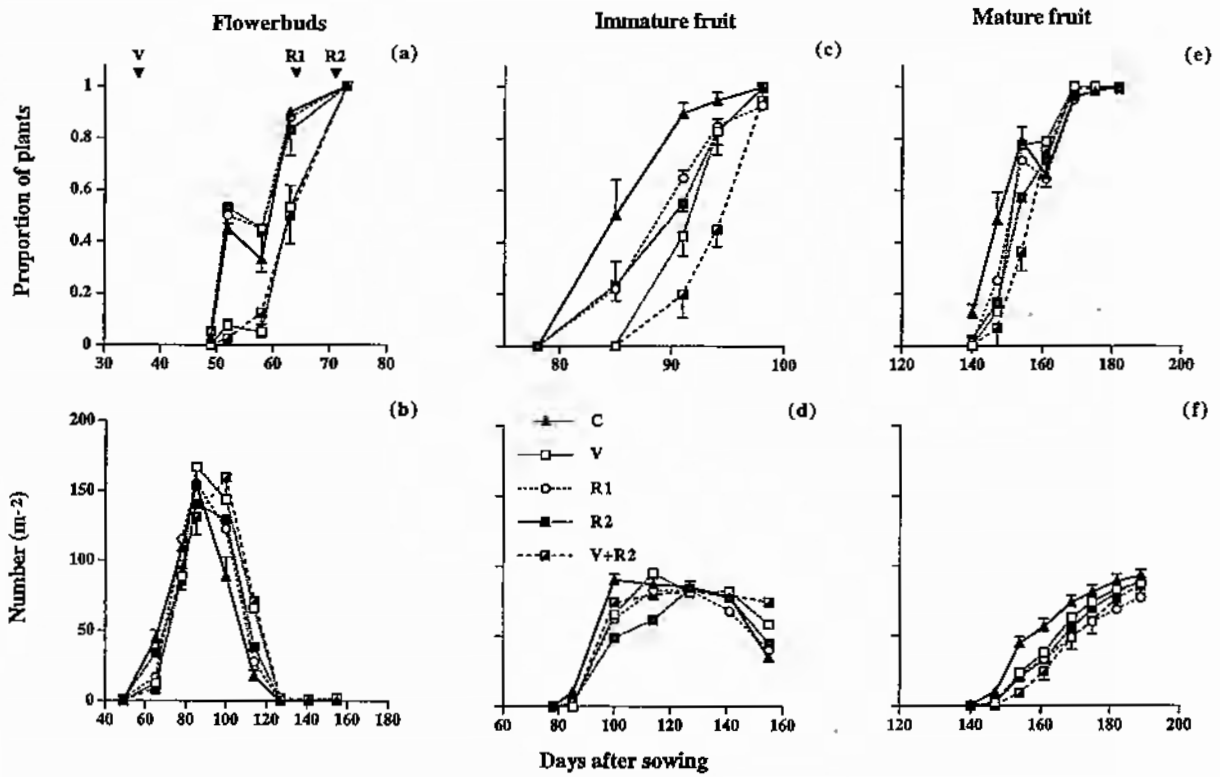 Flowerbuds
Immature fruit
Mature fruit
V
R1
R2
(a)
(c)
(e)
Proportion of plants
1
0.8
0.6
0.4
0.2
0
30 40 50 60 70 80
80 90 100
120 140 160 180 200
(b)
(d)
(f)
C
V
R1
R2
V+R2
Number (m-2)
200
150
100
50
0
40 60 80 100 120 140 160 180
60 80 100 120 140 160
120 140 160 180 200
Days after sowing